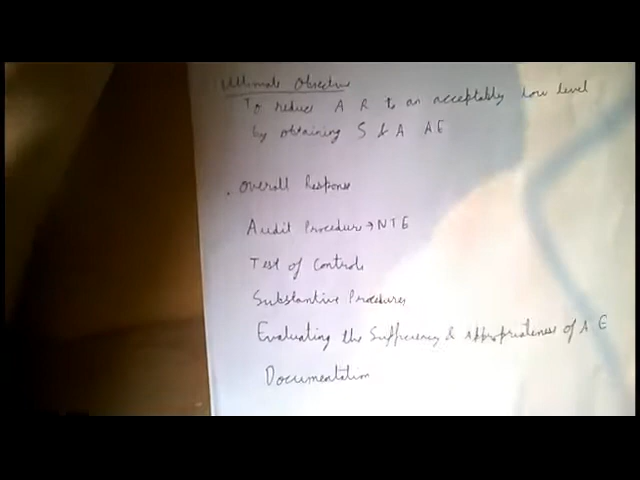 Ultimate Objective
To reduce A R to an acceptably low level
by obtaining S & A AE
. Overall Response
Audit Procedure → NTE
Test of Controls
Substantive Procedures
Evaluating the Sufficiency & Appropriateness of A E
Documentation